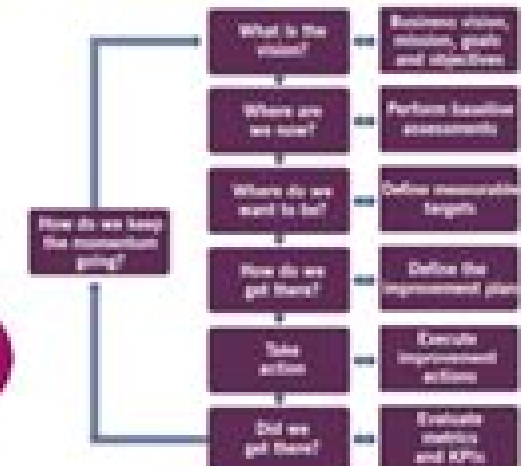 What is the
vision?
Business vision,
mission, goals
and objectives
Where are
we now?
Perform baseline
assessments
Where do we
want to be?
Define measurable
targets
How do we keep
the momentum
going?
How do we
get there?
Define the
improvement plan
Take
action
Execute
improvement
actions
Did we
get there?
Evaluate
metrics
and KPIs